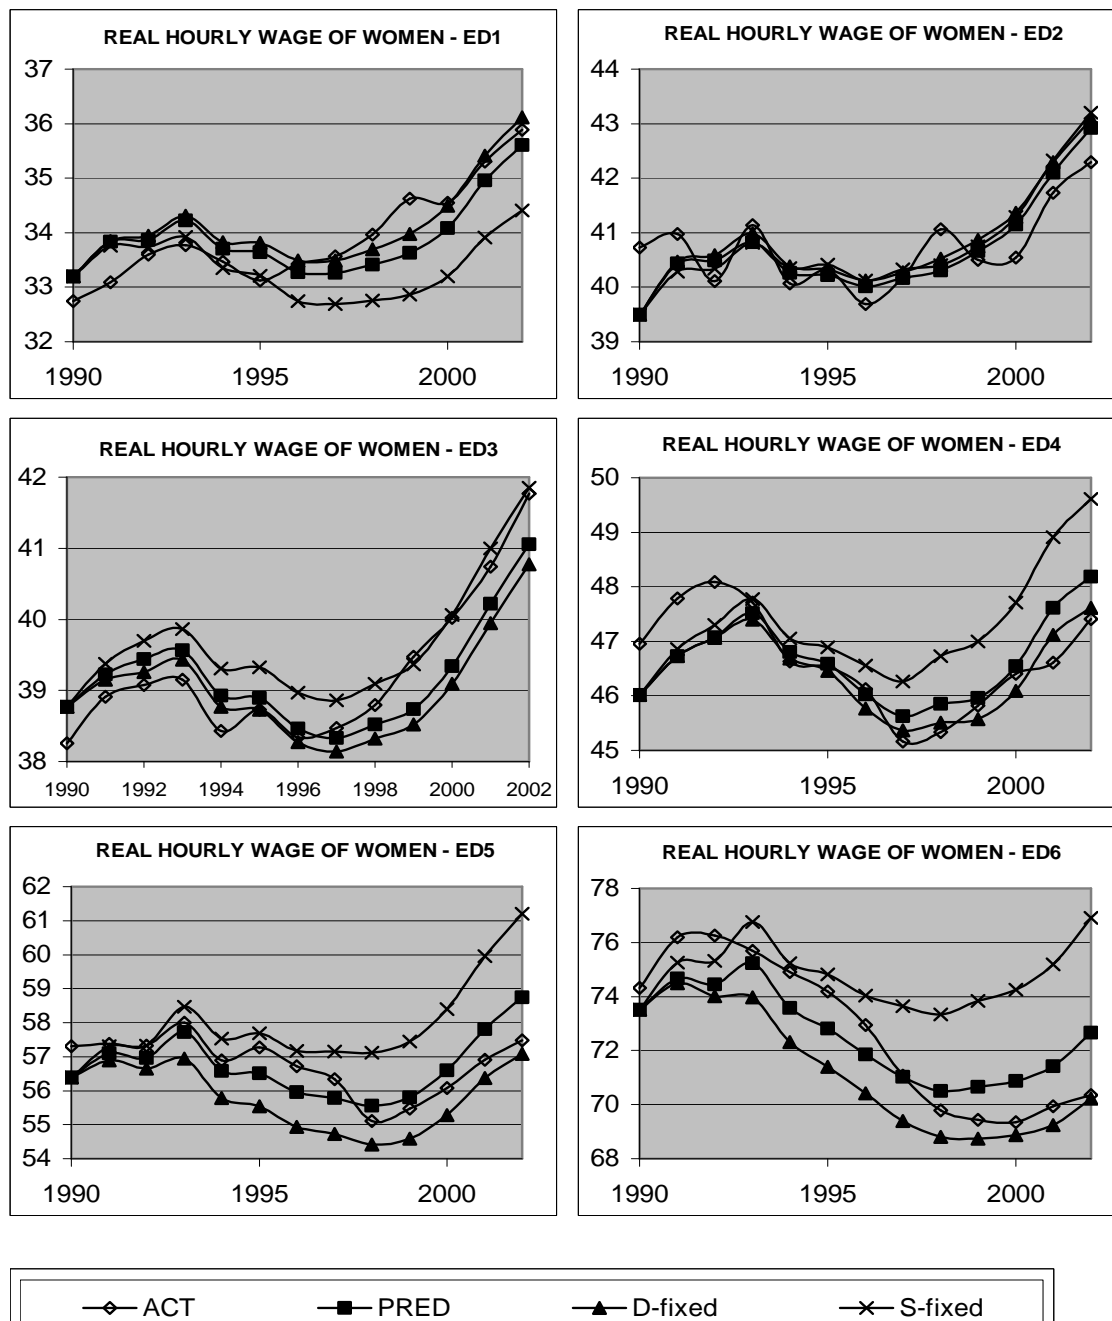 REAL HOURLY WAGE OF WOMEN - ED1
37
36
35
34
33
32
1990 1995 2000
REAL HOURLY WAGE OF WOMEN - ED2
44
43
42
41
40
39
1990 1995 2000
REAL HOURLY WAGE OF WOMEN - ED3
42
41
40
39
38
1990 1992 1994 1996 1998 2000 2002
REAL HOURLY WAGE OF WOMEN - ED4
50
49
48
47
46
45
1990 1995 2000
REAL HOURLY WAGE OF WOMEN - ED5
62
61
60
59
58
57
56
55
54
1990 1995 2000
REAL HOURLY WAGE OF WOMEN - ED6
78
76
74
72
70
68
1990 1995 2000
ACT PRED D-fixed S-fixed